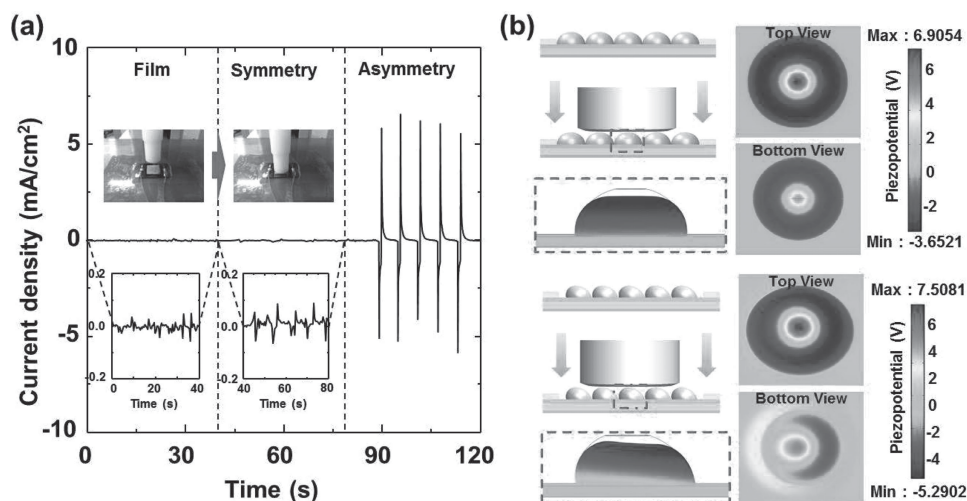 (a)
10
5
0
-5
-10
Current density (mA/cm2)
Film
Symmetry
Asymmetry
0.2
0.0
-0.2
0
20
40
Time (s)
0.2
0.0
-0.2
40
60
80
Time (s)
0
30
60
90
120
Time (s)
(b)
Top View
Bottom View
Max : 6.9054
6
4
2
0
-2
Piezopotential (V)
Min : -3.6521
Top View
Bottom View
Max : 7.5081
6
4
2
0
-2
-4
Piezopotential (V)
Min : -5.2902